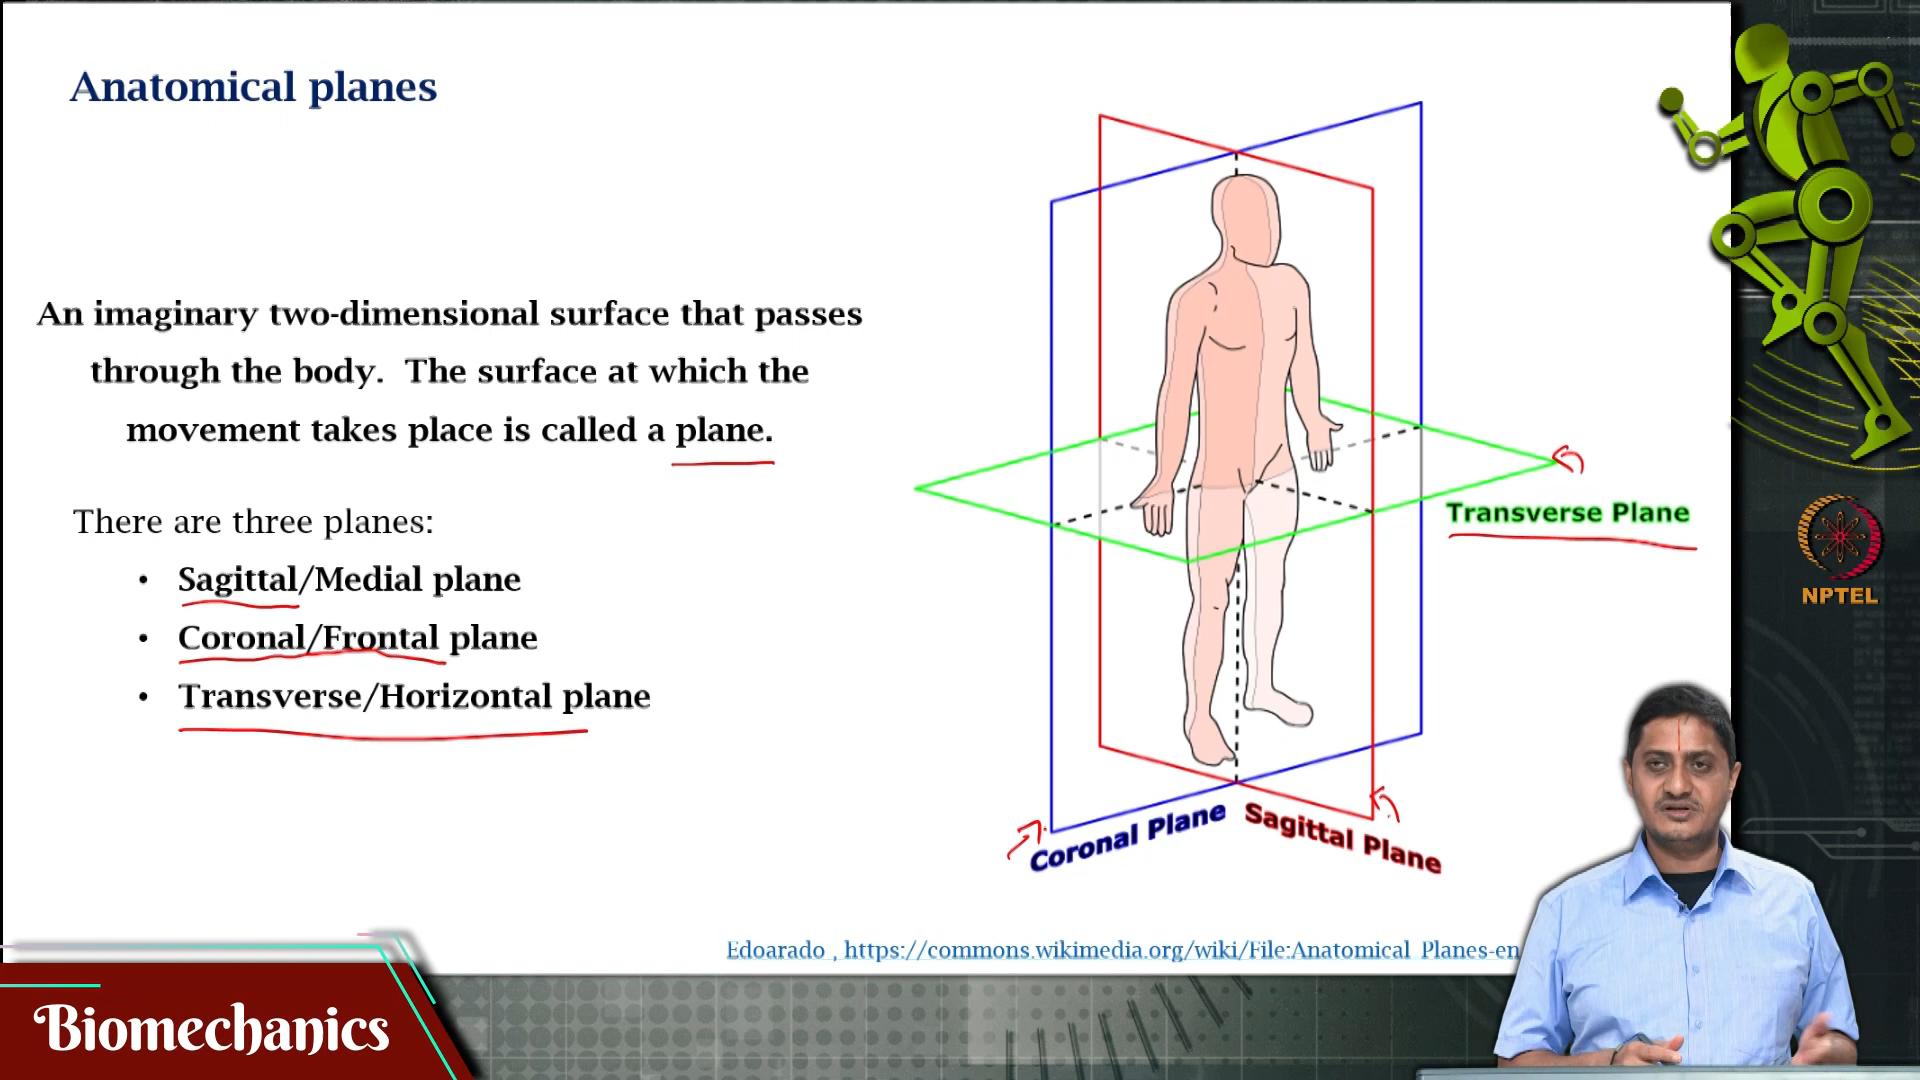 Anatomical planes
An imaginary two-dimensional surface that passes
through the body. The surface at which the
movement takes place is called a plane.
There are three planes:
• Sagittal/Medial plane
• Coronal/Frontal plane
• Transverse/Horizontal plane
Transverse Plane
Coronal Plane
Sagittal Plane
Edoarado , https://commons.wikimedia.org/wiki/File:Anatomical_Planes-en
NPTEL
Biomechanics